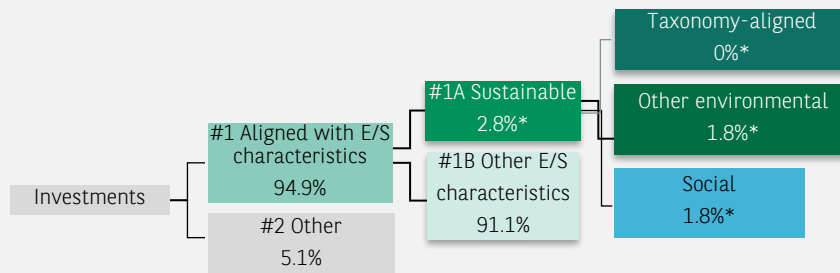 Investments
#1 Aligned with E/S
characteristics
94.9%
#2 Other
5.1%
#1A Sustainable
2.8%*
#1B Other E/S
characteristics
91.1%
Taxonomy-aligned
0%*
Other environmental
1.8%*
Social
1.8%*